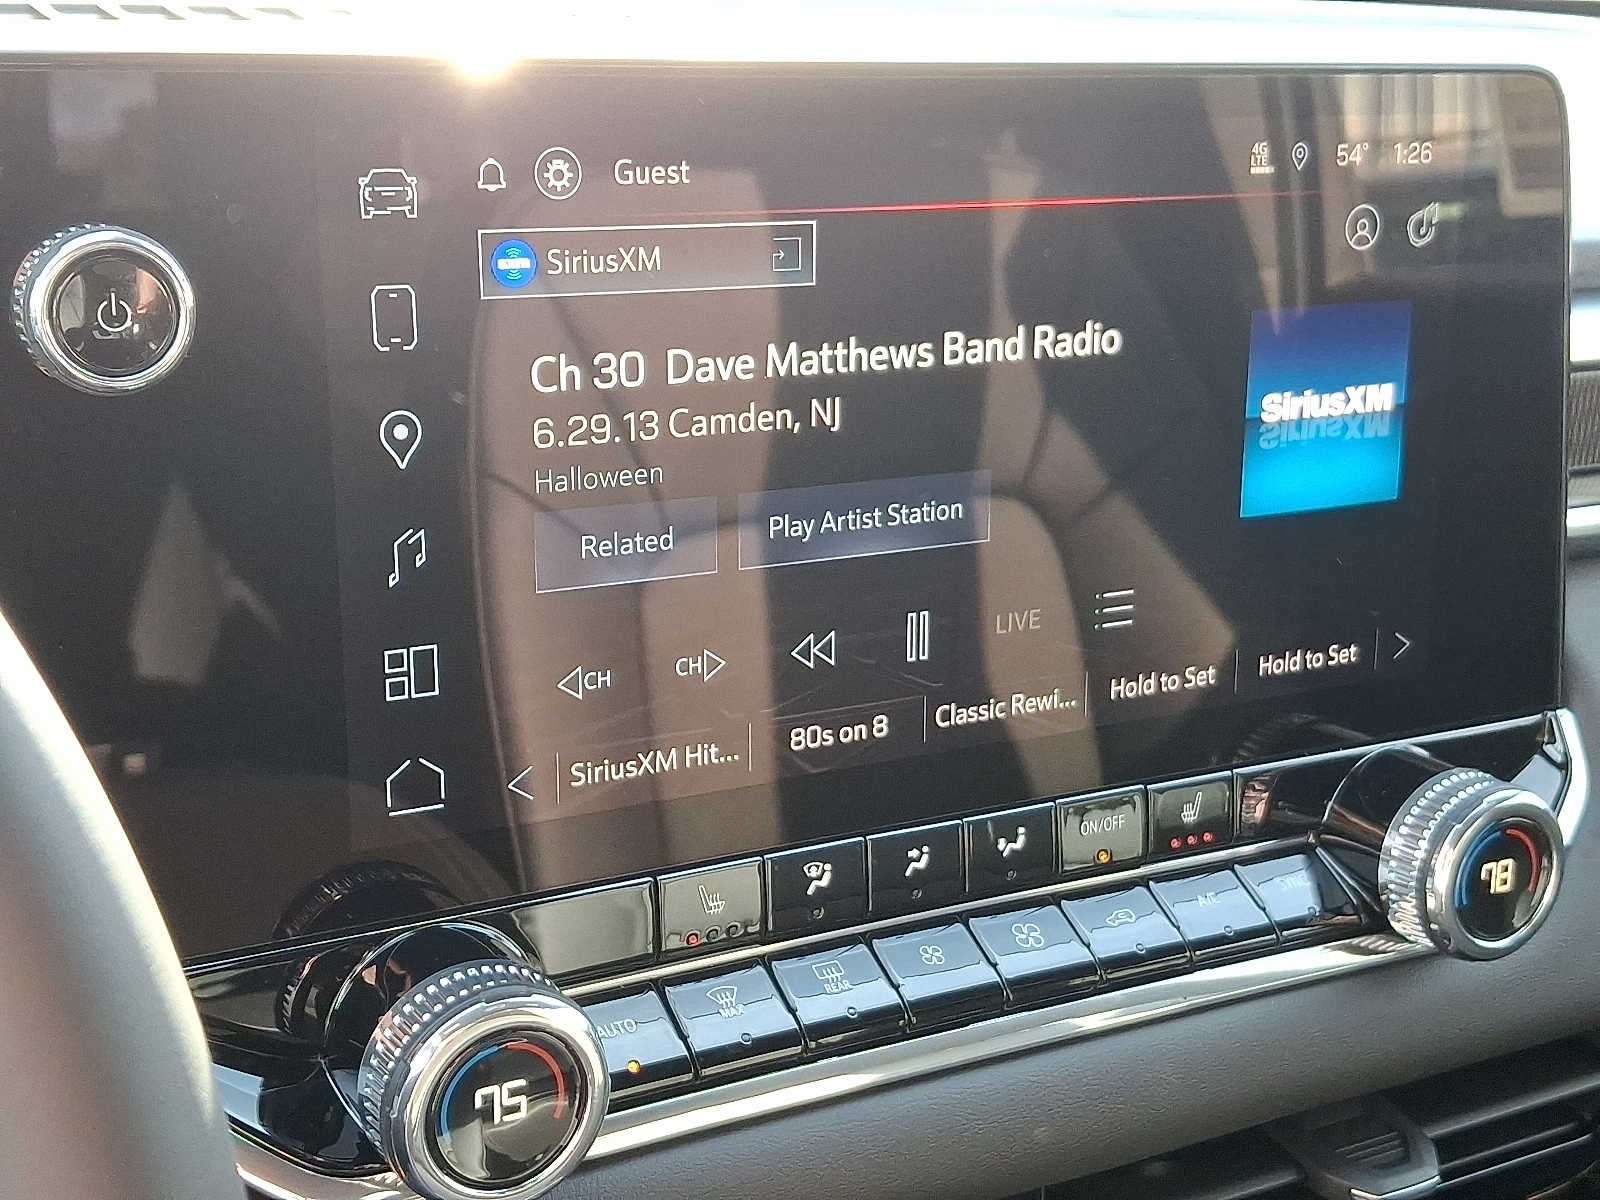 Guest
4G
LTE
54° 1:26
SiriusXM
Ch 30 Dave Matthews Band Radio
6.29.13 Camden, NJ
Halloween
SiriusXM
Related
Play Artist Station
CH
CH
LIVE
SiriusXM Hit...
80s on 8
Classic Rewi...
Hold to Set
Hold to Set
ON/OFF
AUTO
MAX
REAR
A/C
SYNC
75
78